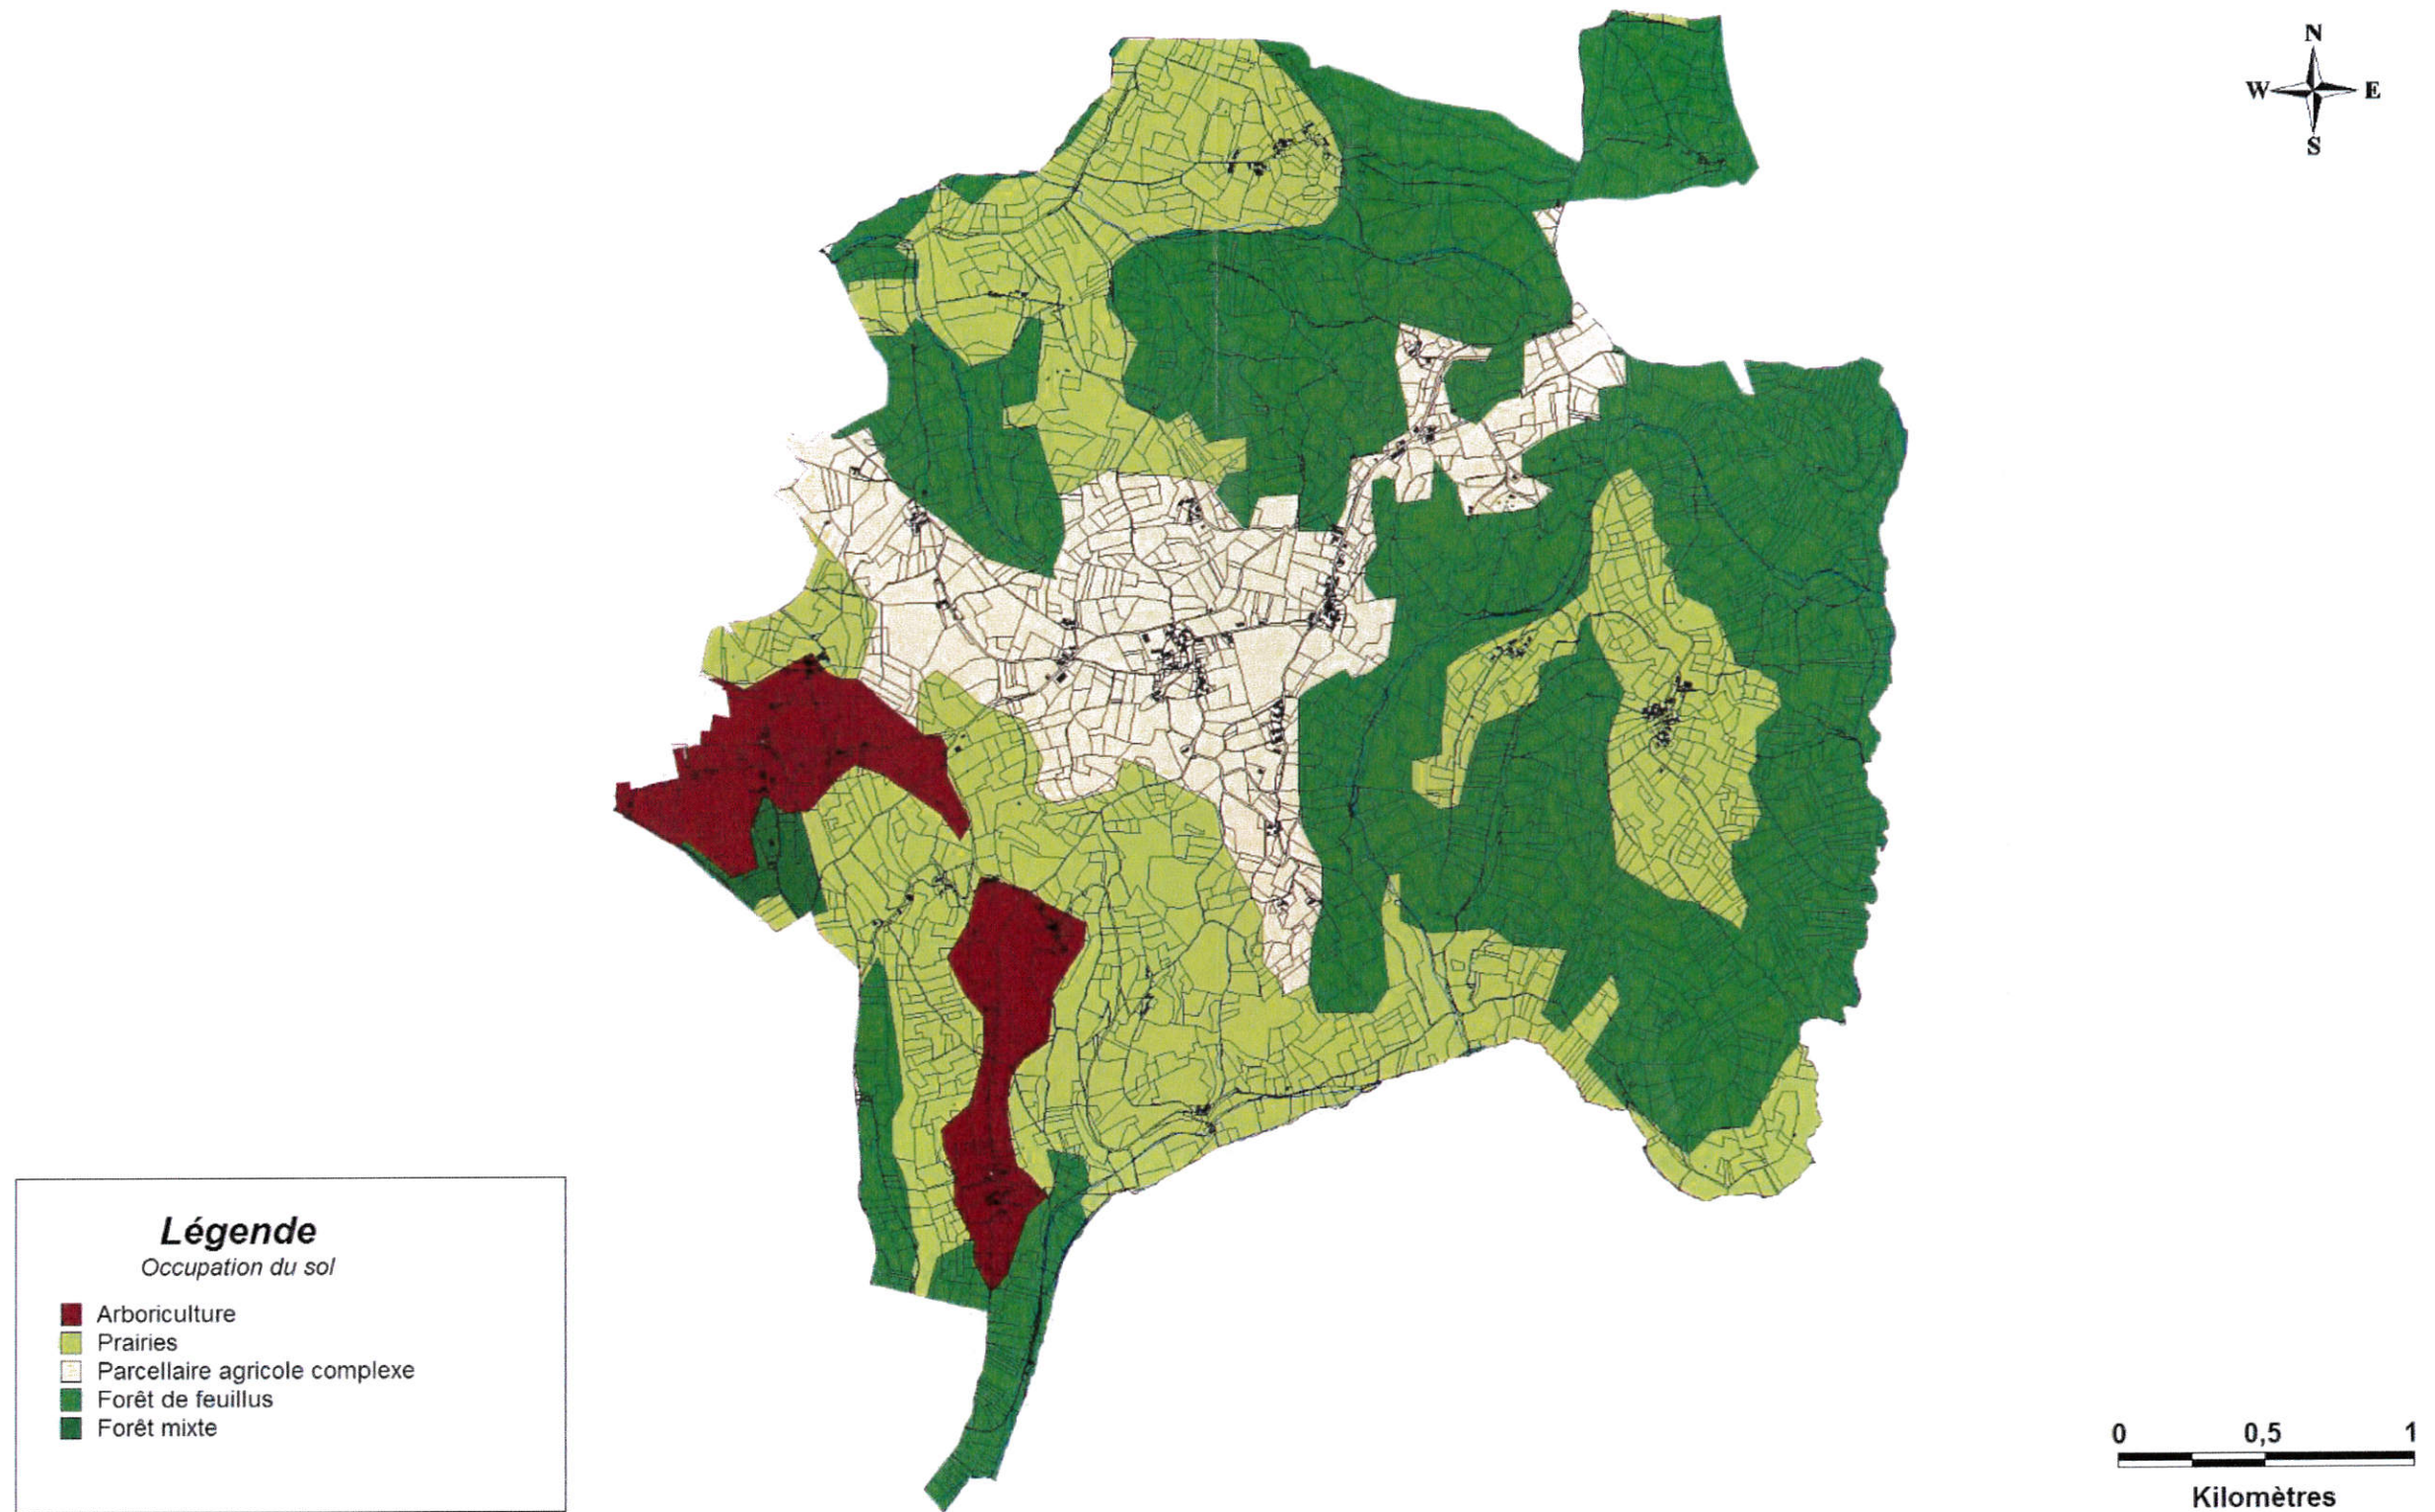 N
W E
S
Légende
Occupation du sol
Arboriculture
Prairies
Parcellaire agricole complexe
Forêt de feuillus
Forêt mixte
0 0,5 1
Kilomètres